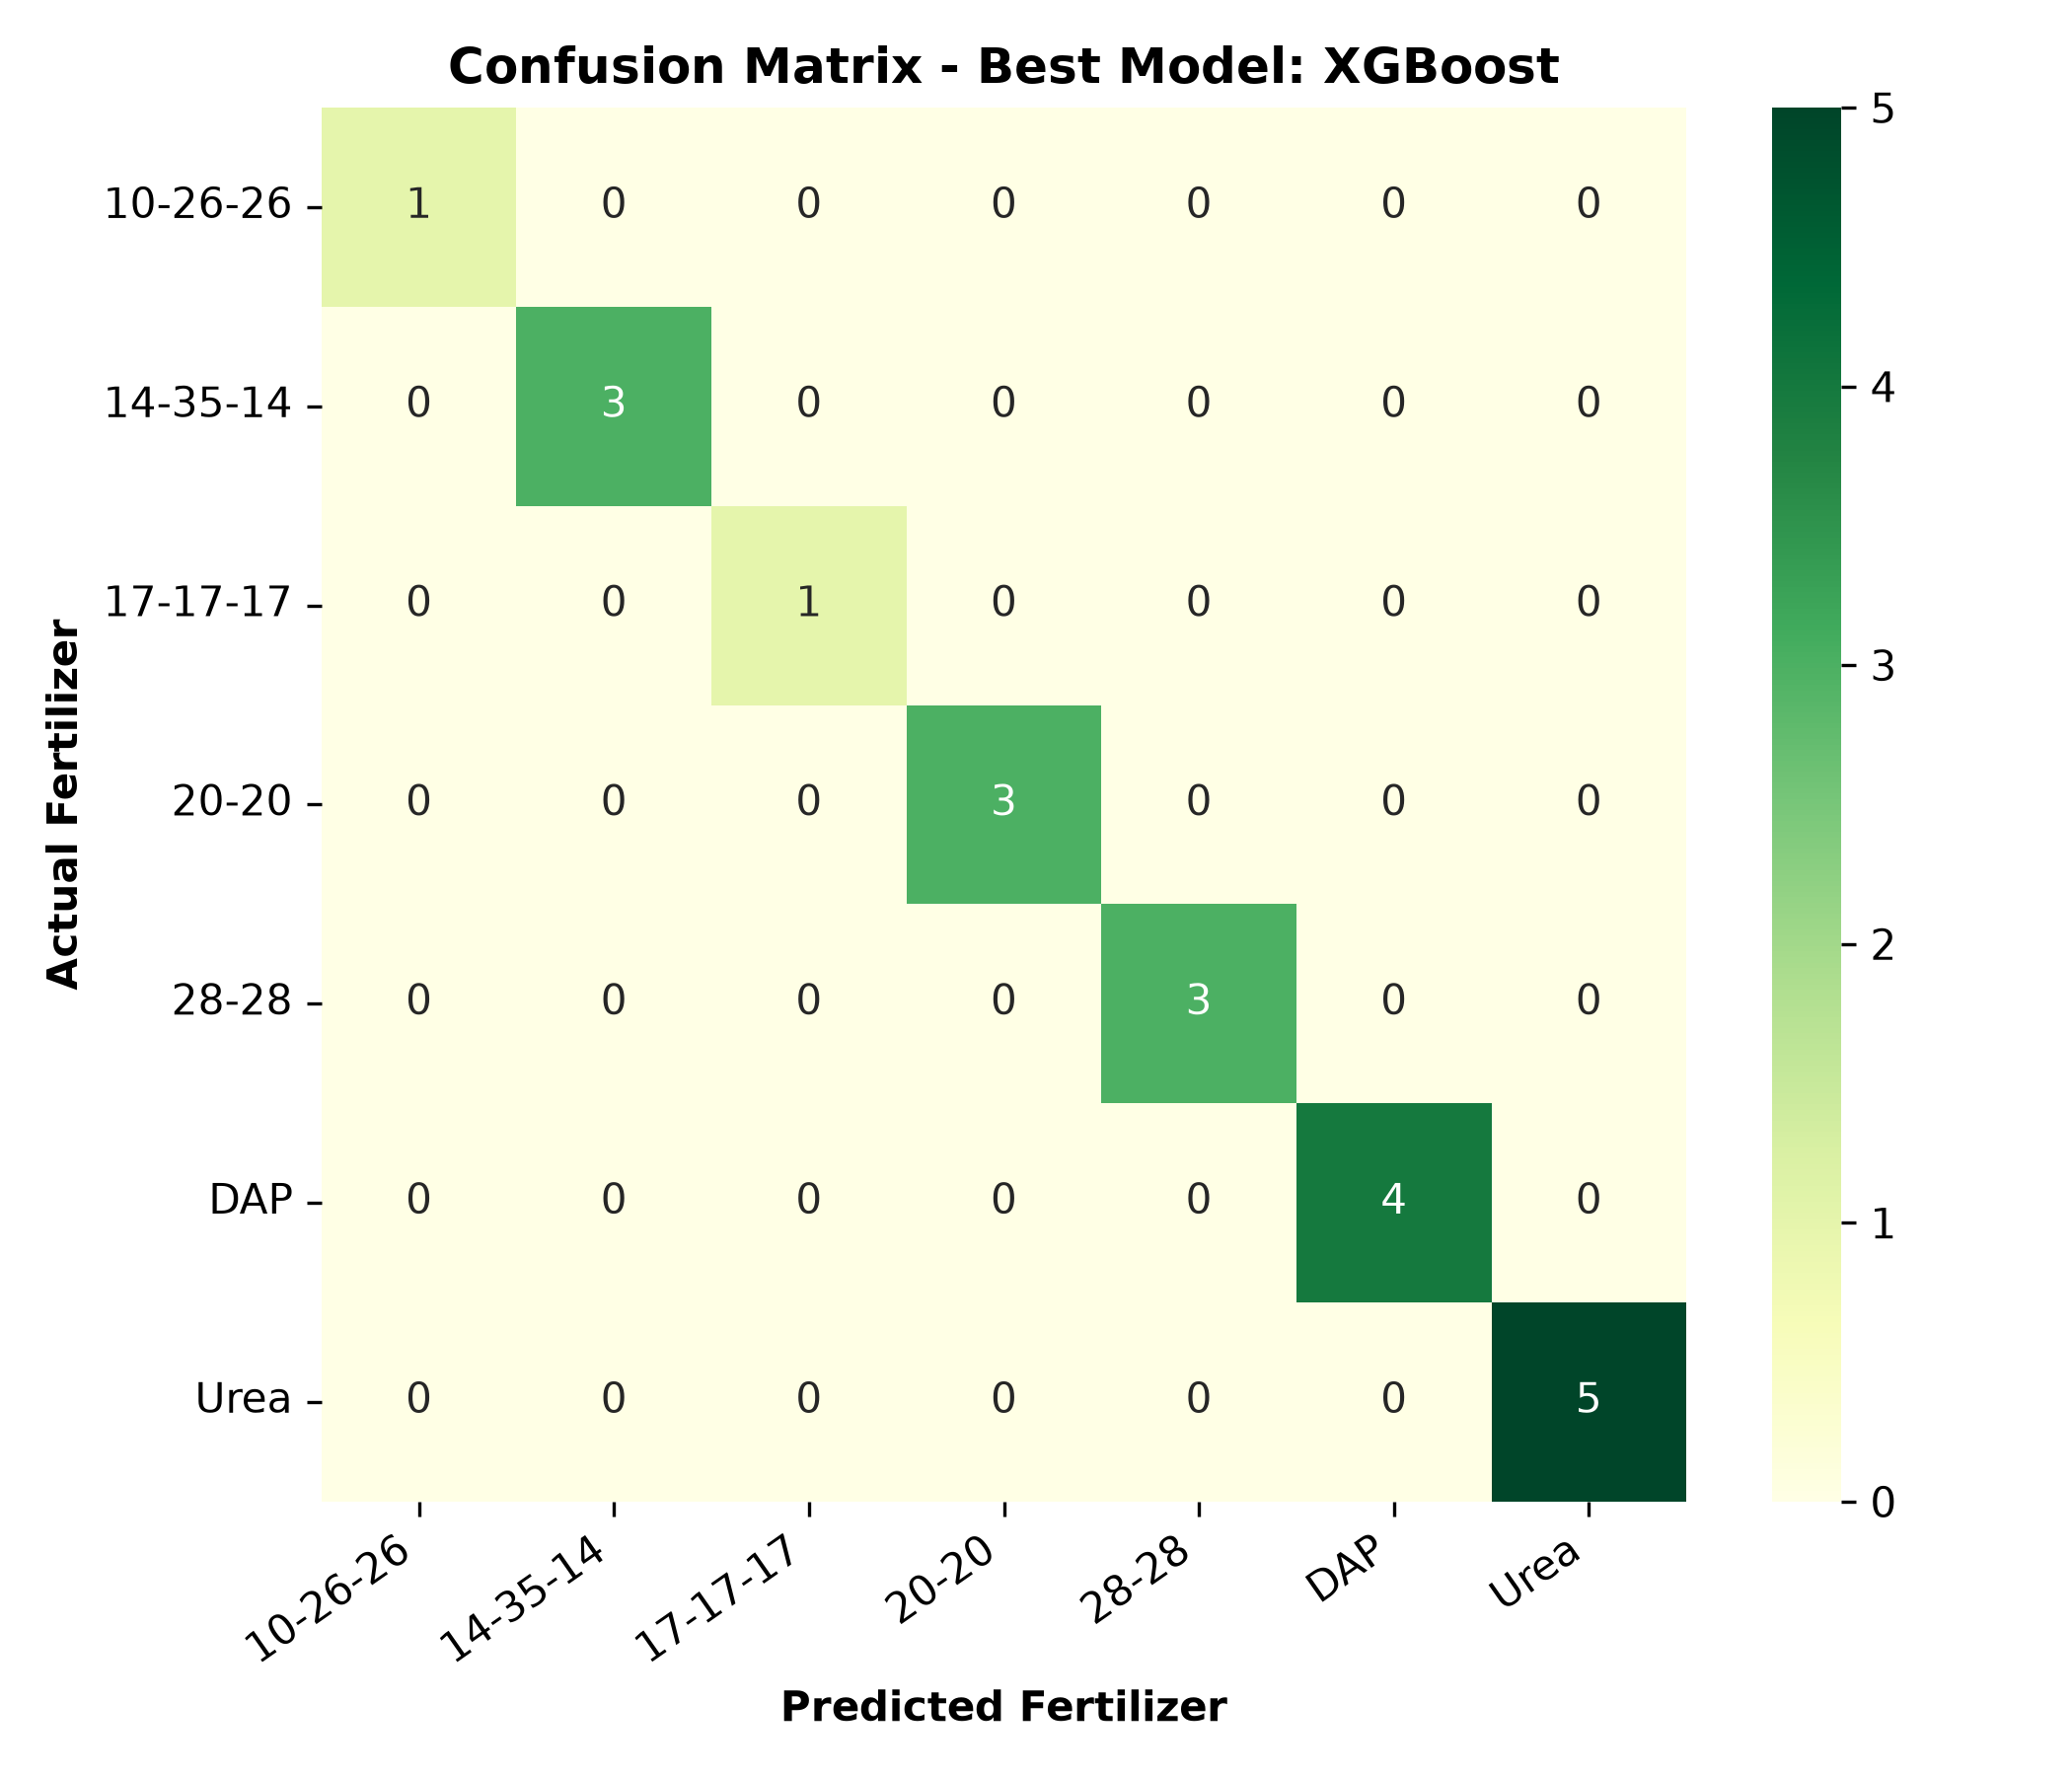 Confusion Matrix - Best Model: XGBoost
5
10-26-26 1 0 0 0 0 0 0
4
14-35-14 0 3 0 0 0 0 0
17-17-17 0 0 1 0 0 0 0
3
20-20 0 0 0 3 0 0 0
Actual Fertilizer
2
28-28 0 0 0 0 3 0 0
DAP 0 0 0 0 0 4 0
1
Urea 0 0 0 0 0 0 5
0
10-26-26 14-35-14 17-17-17 20-20 28-28 DAP Urea
Predicted Fertilizer